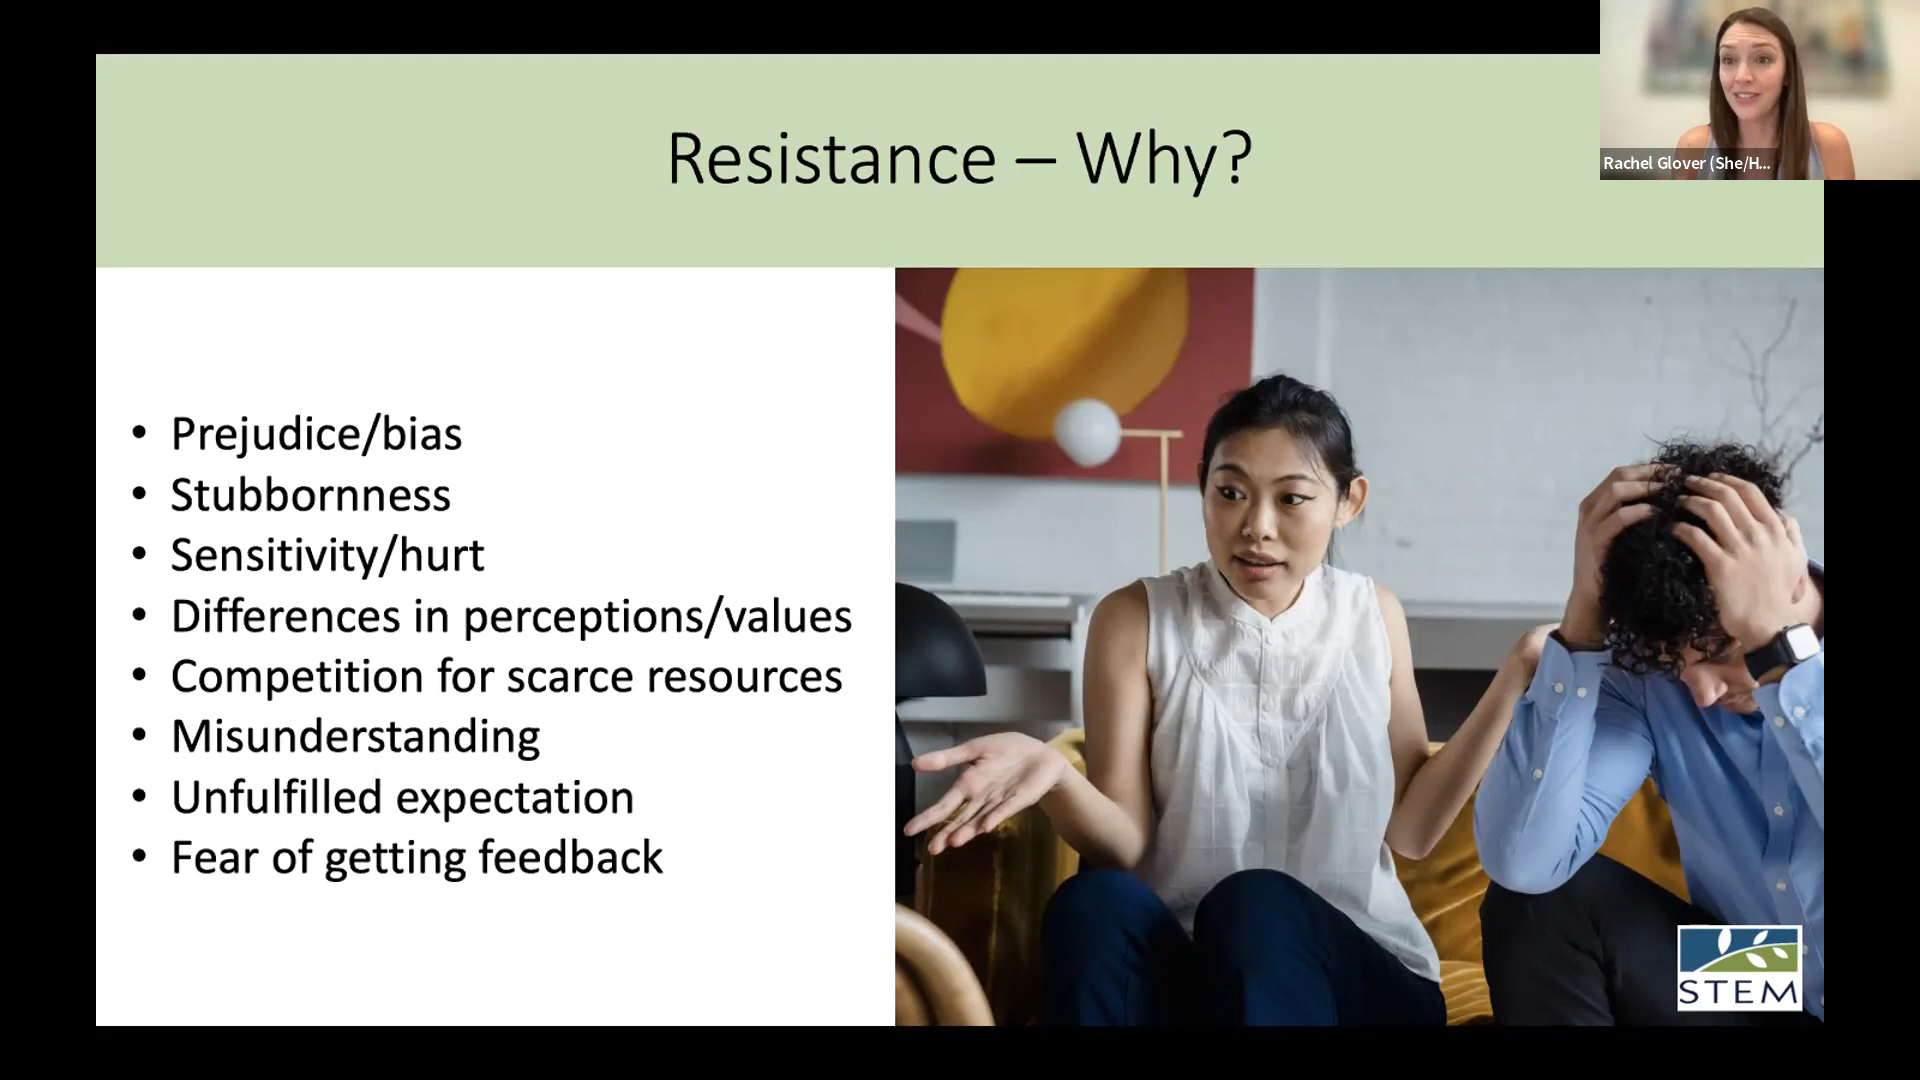 Resistance – Why?
Rachel Glover (She/H...
• Prejudice/bias
• Stubbornness
• Sensitivity/hurt
• Differences in perceptions/values
• Competition for scarce resources
• Misunderstanding
• Unfulfilled expectation
• Fear of getting feedback
STEM